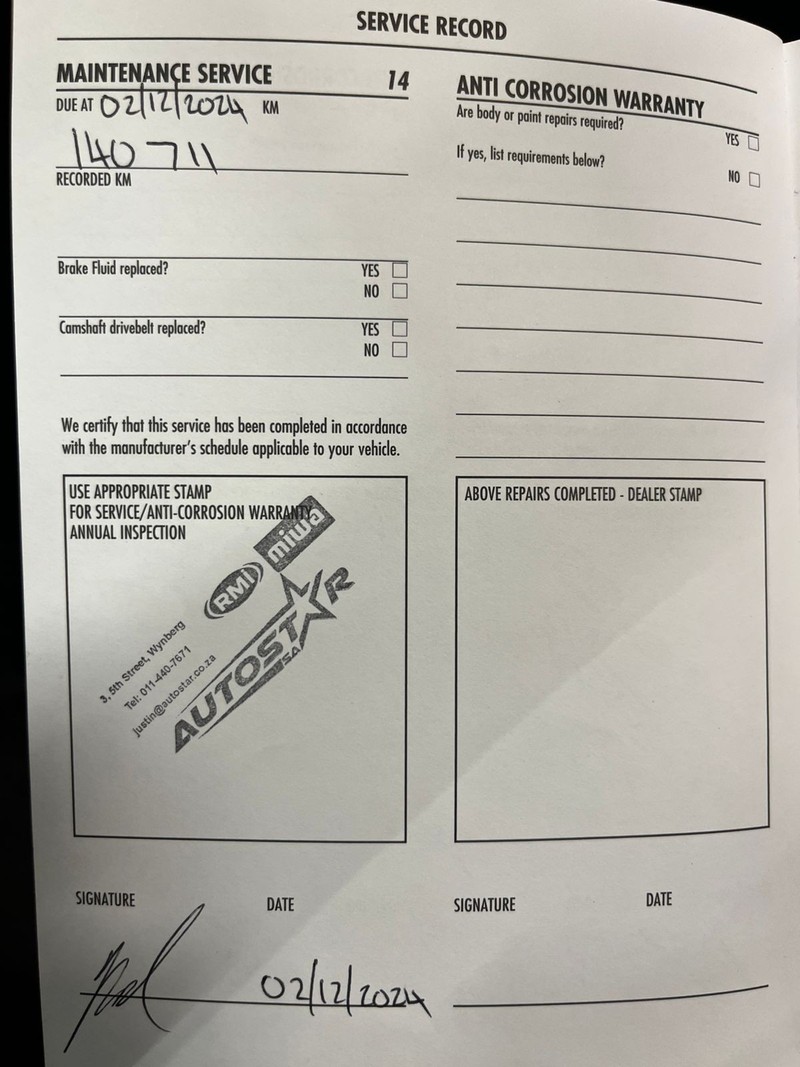 SERVICE RECORD
MAINTENANCE SERVICE 14
DUE AT 02/12/2024 KM
140 711
RECORDED KM
Brake Fluid replaced? YES
NO
Camshaft drivebelt replaced? YES
NO
We certify that this service has been completed in accordance
with the manufacturer's schedule applicable to your vehicle.
USE APPROPRIATE STAMP
FOR SERVICE/ANTI-CORROSION WARRANTY
ANNUAL INSPECTION
miwa
RMI
AUTOSTAR
SA
3, 5th Street, Wynberg
Tel: 011-440-7671
justin@autostar.co.za
SIGNATURE DATE
02/12/2024
ANTI CORROSION WARRANTY
Are body or paint repairs required?
YES
If yes, list requirements below?
NO
ABOVE REPAIRS COMPLETED - DEALER STAMP
SIGNATURE DATE